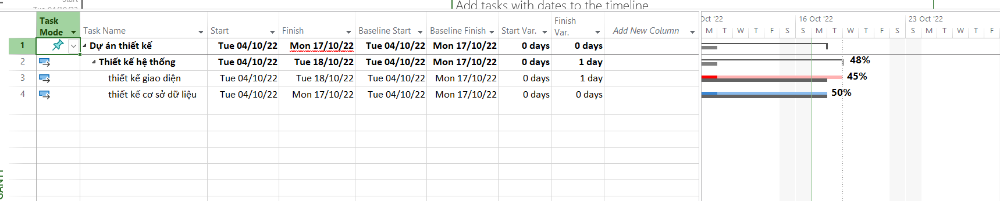 Start
Tue 04/10/22
Add tasks with dates to the timeline
Task Mode Task Name Start Finish Baseline Start Baseline Finish Start Var. Finish Var. Add New Column
Oct '22 16 Oct '22 23 Oct '22
M T W T F S S M T W T F S S M T W T F
1 Dự án thiết kế Tue 04/10/22 Mon 17/10/22 Tue 04/10/22 Mon 17/10/22 0 days 0 days
2 Thiết kế hệ thống Tue 04/10/22 Tue 18/10/22 Tue 04/10/22 Mon 17/10/22 0 days 1 day 48%
3 thiết kế giao diện Tue 04/10/22 Tue 18/10/22 Tue 04/10/22 Mon 17/10/22 0 days 1 day 45%
4 thiết kế cơ sở dữ liệu Tue 04/10/22 Mon 17/10/22 Tue 04/10/22 Mon 17/10/22 0 days 0 days 50%